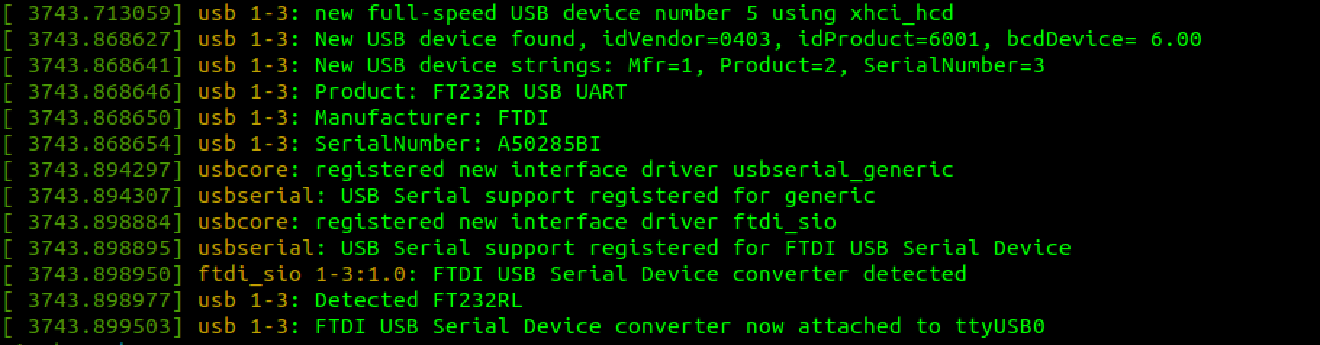 [ 3743.713059] usb 1-3: new full-speed USB device number 5 using xhci_hcd
[ 3743.868627] usb 1-3: New USB device found, idVendor=0403, idProduct=6001, bcdDevice= 6.00
[ 3743.868641] usb 1-3: New USB device strings: Mfr=1, Product=2, SerialNumber=3
[ 3743.868646] usb 1-3: Product: FT232R USB UART
[ 3743.868650] usb 1-3: Manufacturer: FTDI
[ 3743.868654] usb 1-3: SerialNumber: A50285BI
[ 3743.894297] usbcore: registered new interface driver usbserial_generic
[ 3743.894307] usbserial: USB Serial support registered for generic
[ 3743.898884] usbcore: registered new interface driver ftdi_sio
[ 3743.898895] usbserial: USB Serial support registered for FTDI USB Serial Device
[ 3743.898950] ftdi_sio 1-3:1.0: FTDI USB Serial Device converter detected
[ 3743.898977] usb 1-3: Detected FT232RL
[ 3743.899503] usb 1-3: FTDI USB Serial Device converter now attached to ttyUSB0